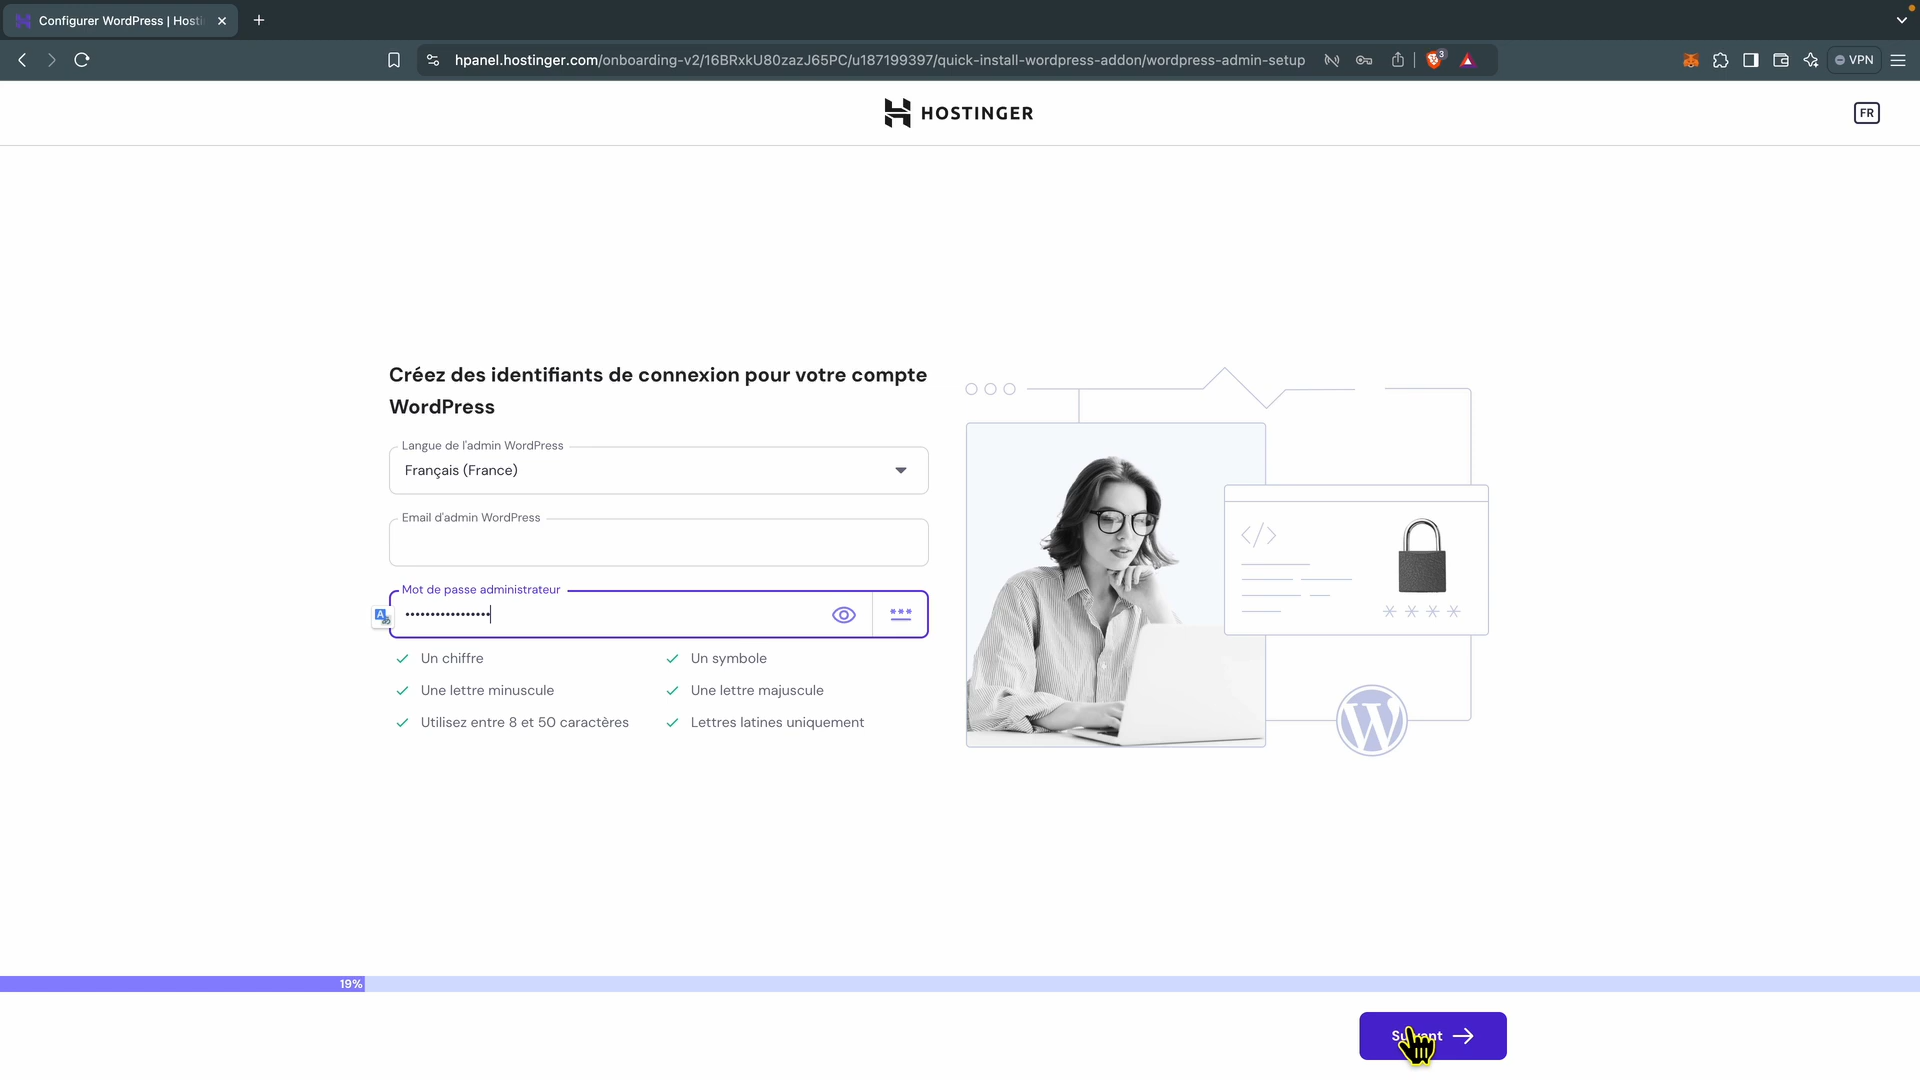 Configurer WordPress | Hosti
hpanel.hostinger.com/onboarding-v2/16BRxkU80zazJ65PC/u187199397/quick-install-wordpress-addon/wordpress-admin-setup
3
VPN
HOSTINGER
FR
Créez des identifiants de connexion pour votre compte
WordPress
Langue de l'admin WordPress
Français (France)
Email d'admin WordPress
Mot de passe administrateur
•••••••••••••••••
Un chiffre
Un symbole
Une lettre minuscule
Une lettre majuscule
Utilisez entre 8 et 50 caractères
Lettres latines uniquement
19%
Suivant